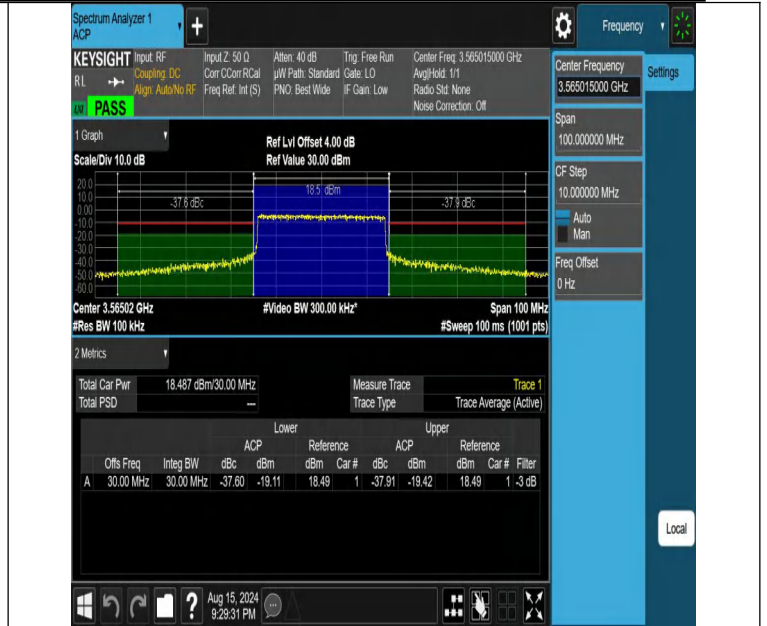 Spectrum Analyzer 1
ACP
+
Frequency
KEYSIGHT
RL
LXI PASS
Input: RF
Coupling: DC
Align: Auto/No RF
Input Z: 50 Ω
Corr CCorr RCal
Freq Ref: Int (S)
Atten: 40 dB
µW Path: Standard
PNO: Best Wide
Trig: Free Run
Gate: LO
IF Gain: Low
Center Freq: 3.565015000 GHz
Avg|Hold: 1/1
Radio Std: None
Noise Correction: Off
Center Frequency
3.565015000 GHz
Settings
Span
100.000000 MHz
CF Step
10.000000 MHz
Auto
Man
Freq Offset
0 Hz
1 Graph
Scale/Div 10.0 dB
Ref Lvl Offset 4.00 dB
Ref Value 30.00 dBm
20.0
10.0
0.00
-10.0
-20.0
-30.0
-40.0
-50.0
-60.0
-37.6 dBc
18.5 dBm
-37.9 dBc
Center 3.56502 GHz
#Video BW 300.00 kHz*
Span 100 MHz
#Res BW 100 kHz
#Sweep 100 ms (1001 pts)
2 Metrics
Total Car Pwr 18.487 dBm/30.00 MHz
Total PSD ---
Measure Trace Trace 1
Trace Type Trace Average (Active)
Lower Upper
ACP Reference ACP Reference
Offs Freq Integ BW dBc dBm dBm Car # dBc dBm dBm Car # Filter
A 30.00 MHz 30.00 MHz -37.60 -19.11 18.49 1 -37.91 -19.42 18.49 1 -3 dB
Local
?
Aug 15, 2024
9:29:31 PM